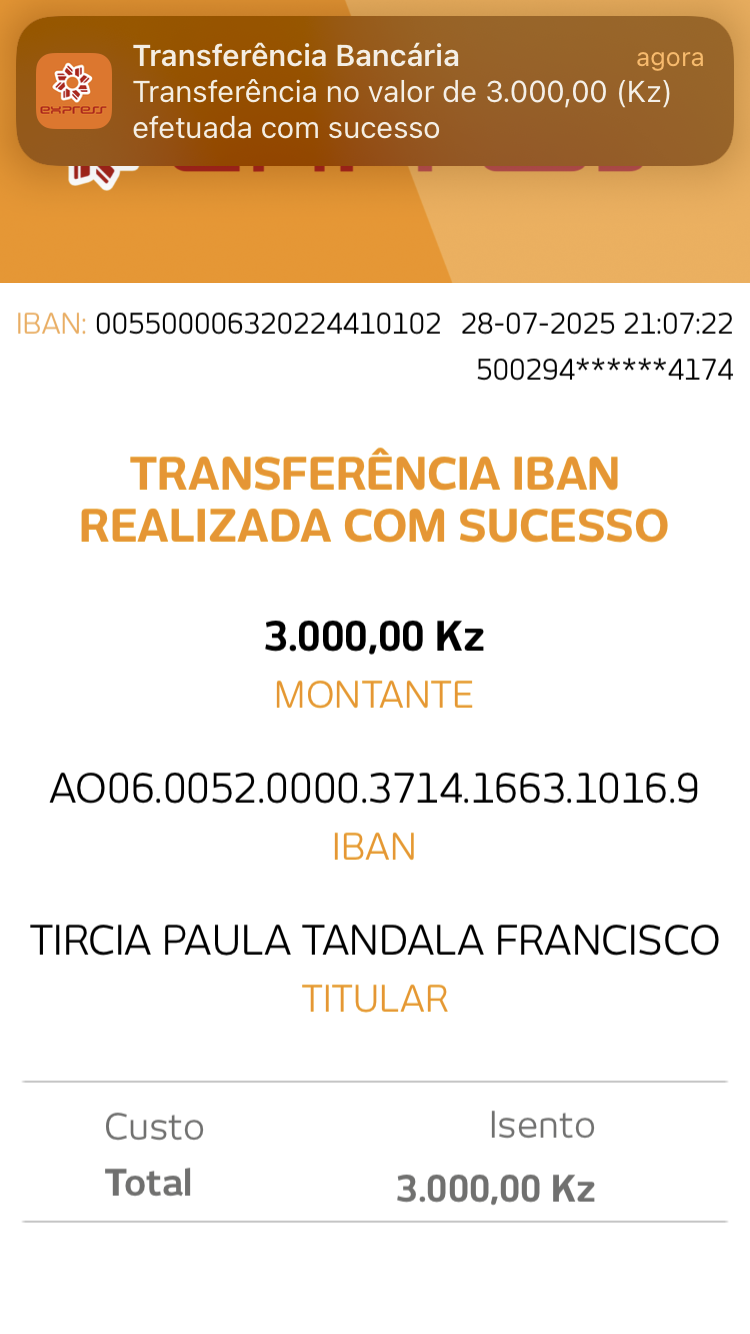 Transferência Bancária agora
Transferência no valor de 3.000,00 (Kz)
efetuada com sucesso
express
IBAN: 005500006320224410102 28-07-2025 21:07:22
500294******4174
TRANSFERÊNCIA IBAN
REALIZADA COM SUCESSO
3.000,00 Kz
MONTANTE
AO06.0052.0000.3714.1663.1016.9
IBAN
TIRCIA PAULA TANDALA FRANCISCO
TITULAR
Custo Isento
Total 3.000,00 Kz